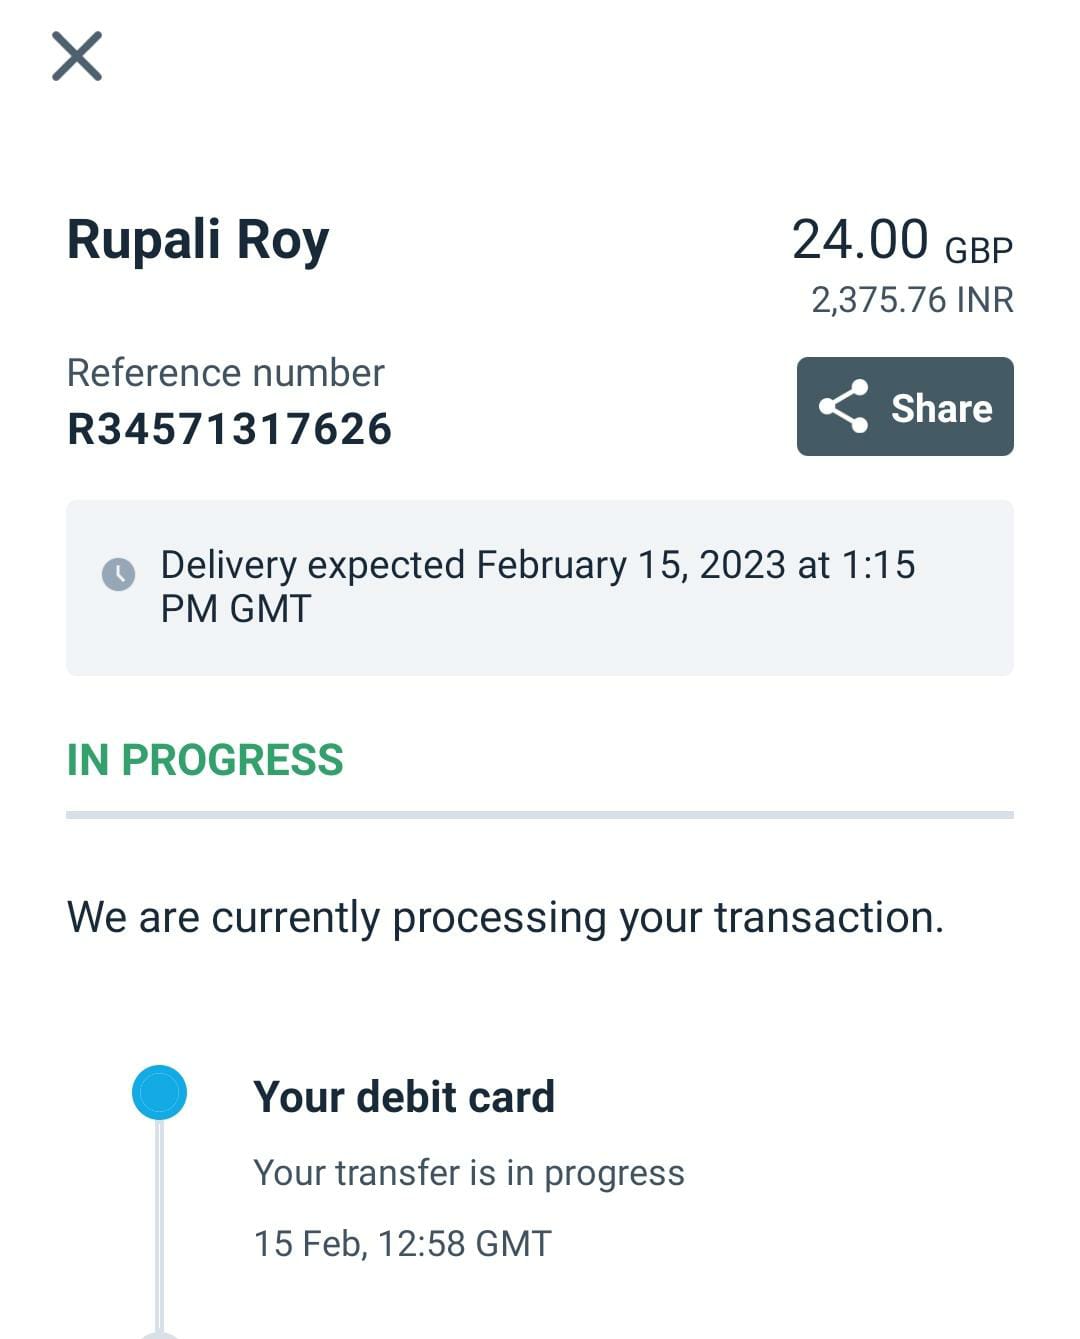 Rupali Roy
24.00 GBP
2,375.76 INR
Reference number
R34571317626
Share
Delivery expected February 15, 2023 at 1:15
PM GMT
IN PROGRESS
We are currently processing your transaction.
Your debit card
Your transfer is in progress
15 Feb, 12:58 GMT